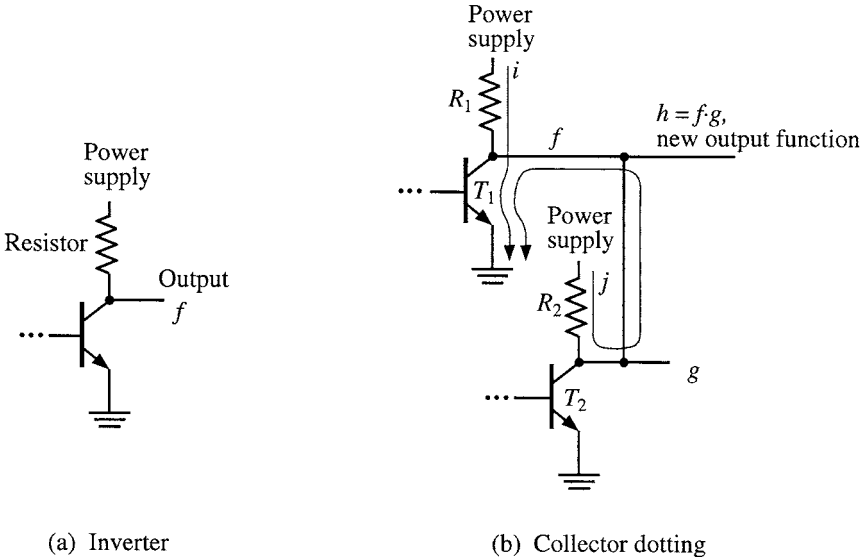 Power
supply
Resistor
Output
f
(a) Inverter
Power
supply
i
R1
f
h = f·g,
new output function
T1
Power
supply
j
R2
g
T2
(b) Collector dotting